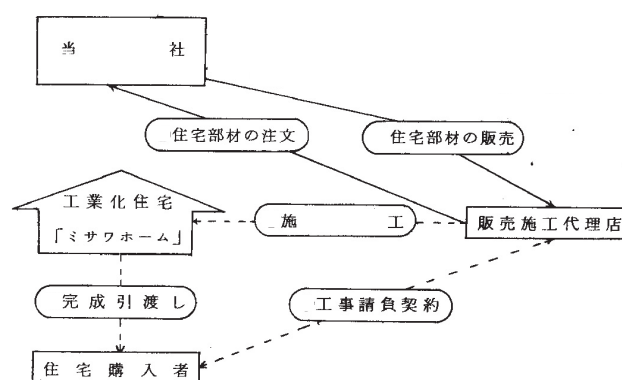 当社
住宅部材の注文
住宅部材の販売
工業化住宅
「ミサワホーム」
施工
販売施工代理店
完成引渡し
工事請負契約
住宅購入者